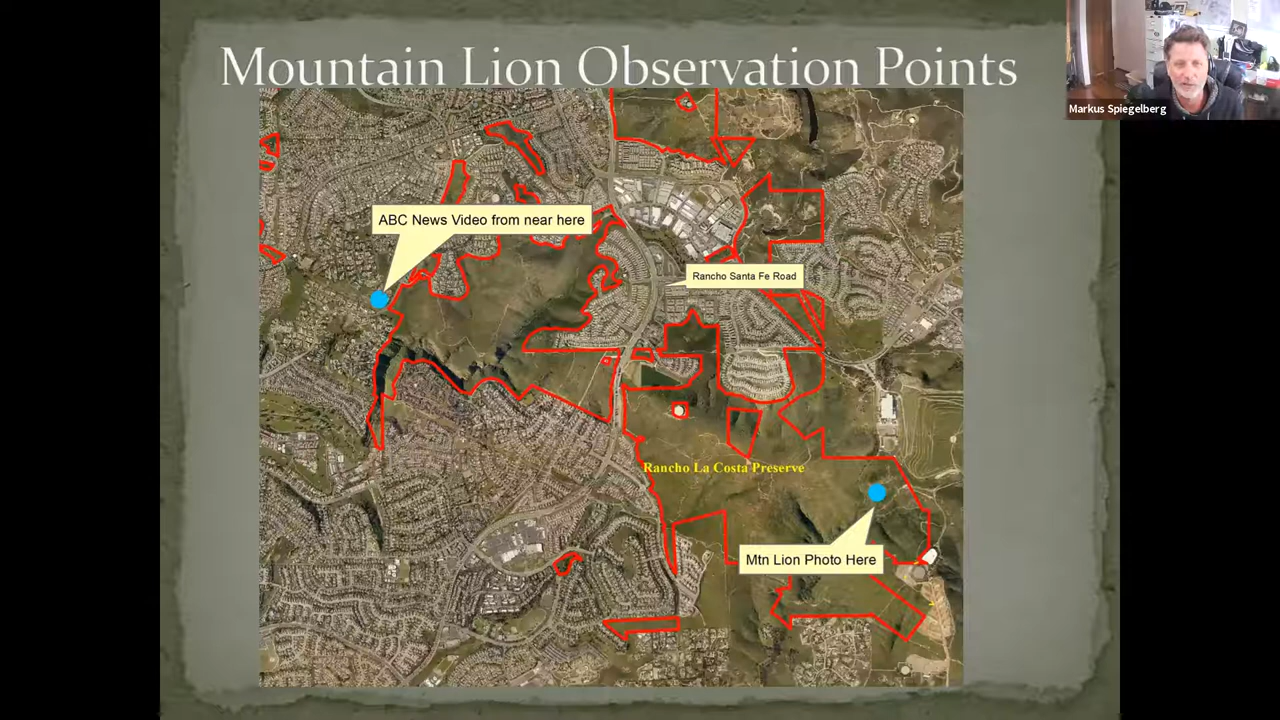 Mountain Lion Observation Points
Markus Spiegelberg
ABC News Video from near here
Rancho Santa Fe Road
Rancho La Costa Preserve
Mtn Lion Photo Here